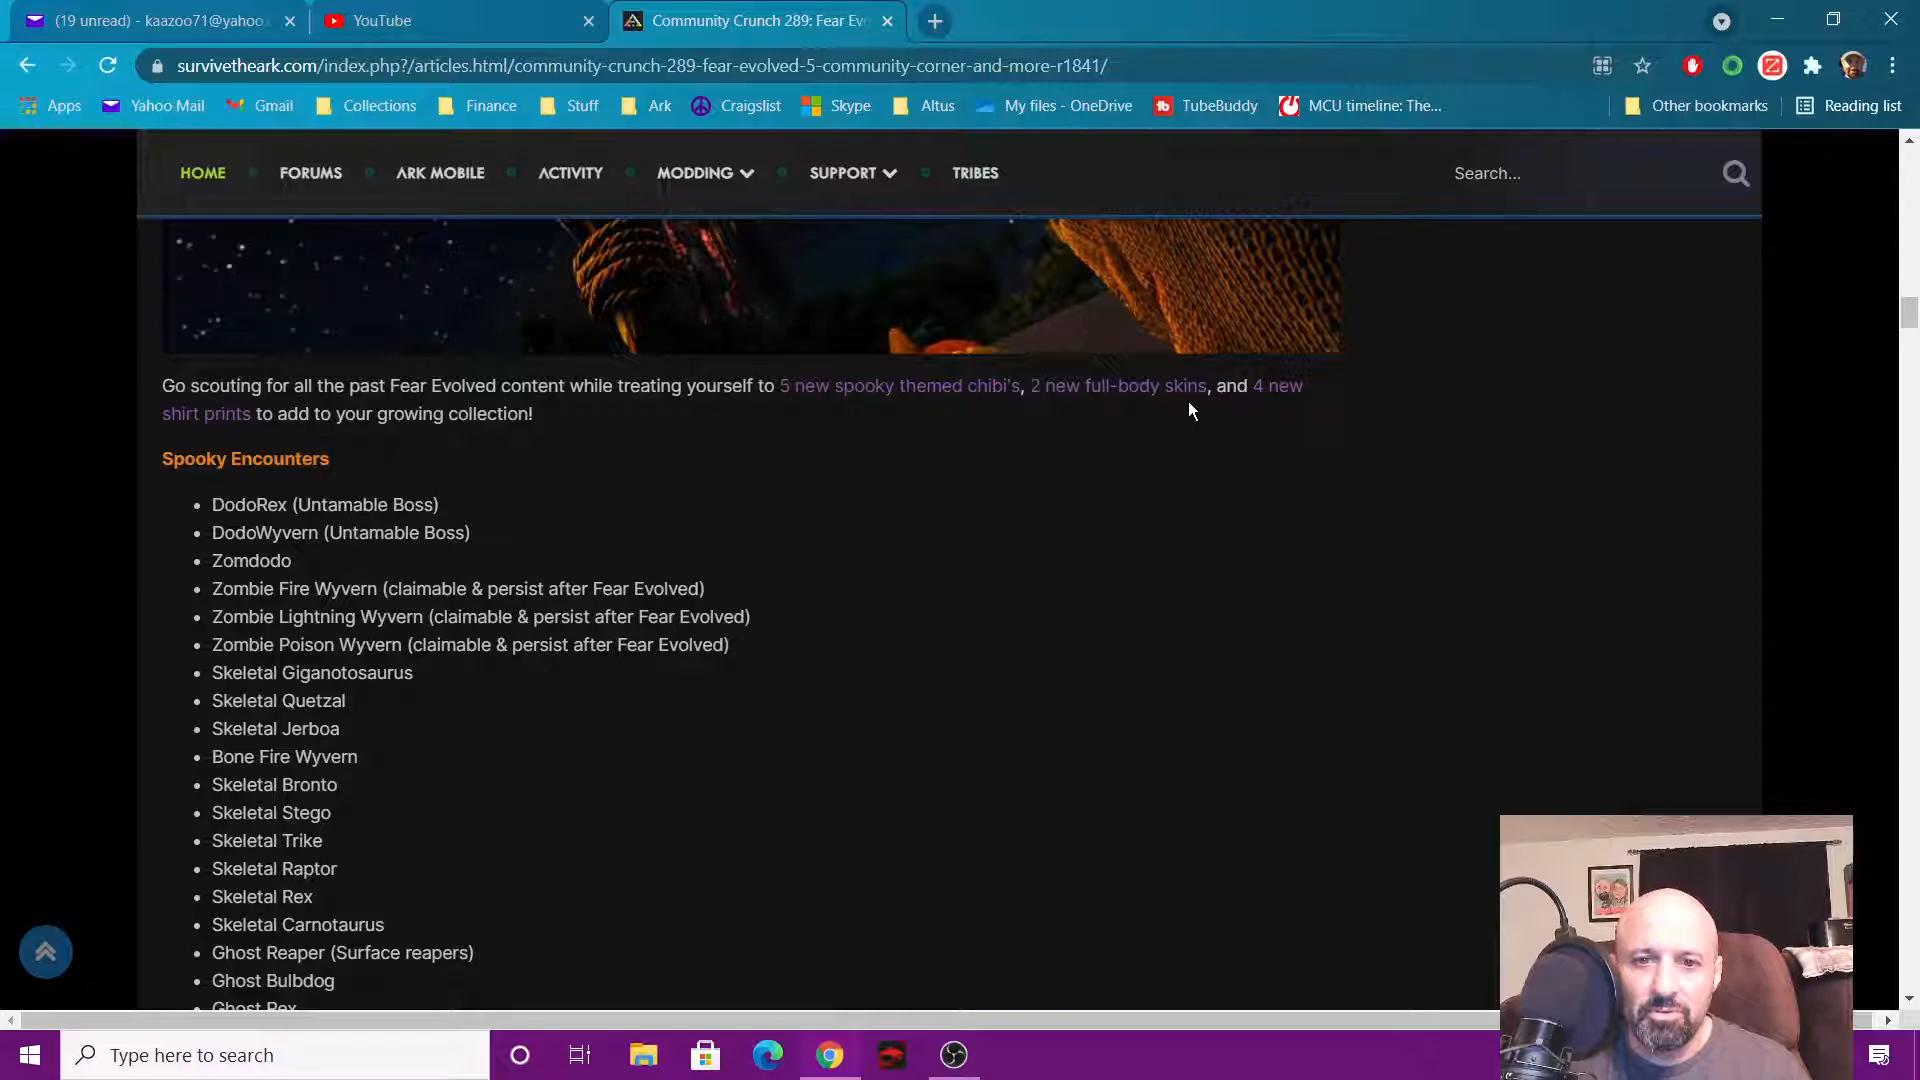 (19 unread) - kaazoo71@yahoo
YouTube
Community Crunch 289: Fear Ev
survivetheark.com/index.php?/articles.html/community-crunch-289-fear-evolved-5-community-corner-and-more-r1841/
Apps Yahoo Mail Gmail Collections Finance Stuff Ark Craigslist Skype Altus My files - OneDrive TubeBuddy MCU timeline: The... Other bookmarks Reading list
HOME FORUMS ARK MOBILE ACTIVITY MODDING SUPPORT TRIBES Search...
Go scouting for all the past Fear Evolved content while treating yourself to 5 new spooky themed chibi's, 2 new full-body skins, and 4 new
shirt prints to add to your growing collection!
Spooky Encounters
• DodoRex (Untamable Boss)
• DodoWyvern (Untamable Boss)
• Zomdodo
• Zombie Fire Wyvern (claimable & persist after Fear Evolved)
• Zombie Lightning Wyvern (claimable & persist after Fear Evolved)
• Zombie Poison Wyvern (claimable & persist after Fear Evolved)
• Skeletal Giganotosaurus
• Skeletal Quetzal
• Skeletal Jerboa
• Bone Fire Wyvern
• Skeletal Bronto
• Skeletal Stego
• Skeletal Trike
• Skeletal Raptor
• Skeletal Rex
• Skeletal Carnotaurus
• Ghost Reaper (Surface reapers)
• Ghost Bulbdog
• Ghost Rex
Type here to search